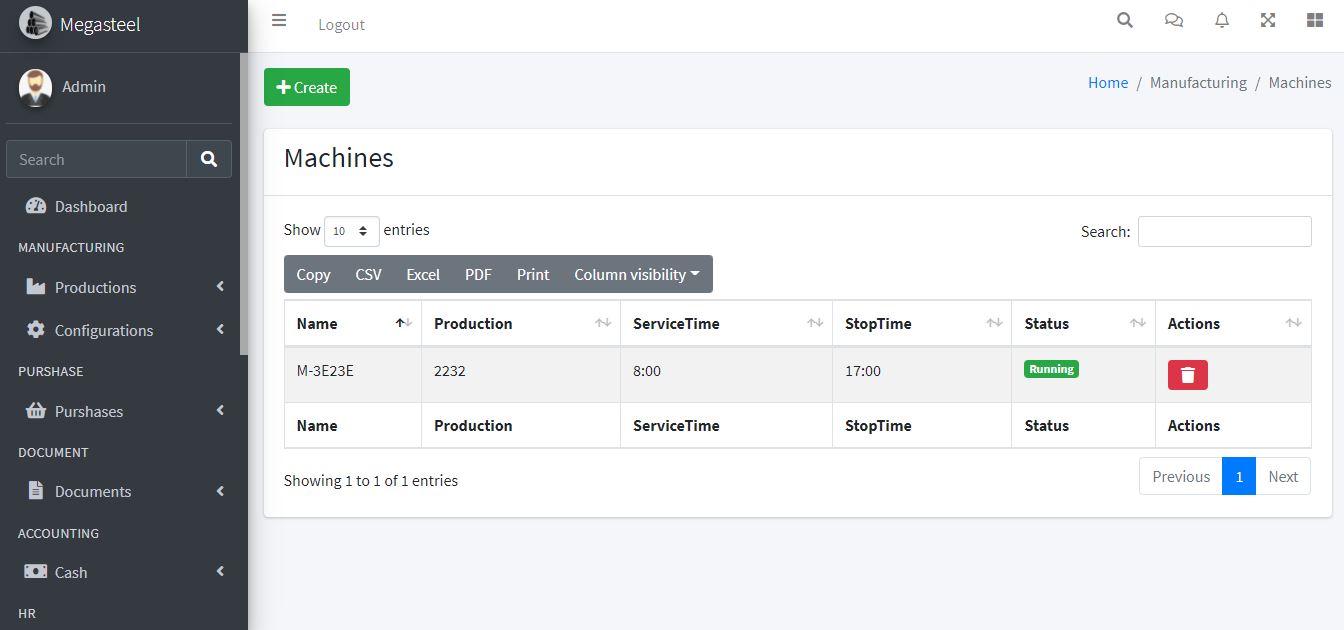 Megasteel
Admin
Search
Dashboard
MANUFACTURING
Productions
Configurations
PURSHASE
Purshases
DOCUMENT
Documents
ACCOUNTING
Cash
HR
Logout
Create
Home / Manufacturing / Machines
Machines
Show 10 entries
Search:
Copy CSV Excel PDF Print Column visibility
Name Production ServiceTime StopTime Status Actions
M-3E23E 2232 8:00 17:00 Running
Name Production ServiceTime StopTime Status Actions
Showing 1 to 1 of 1 entries
Previous 1 Next